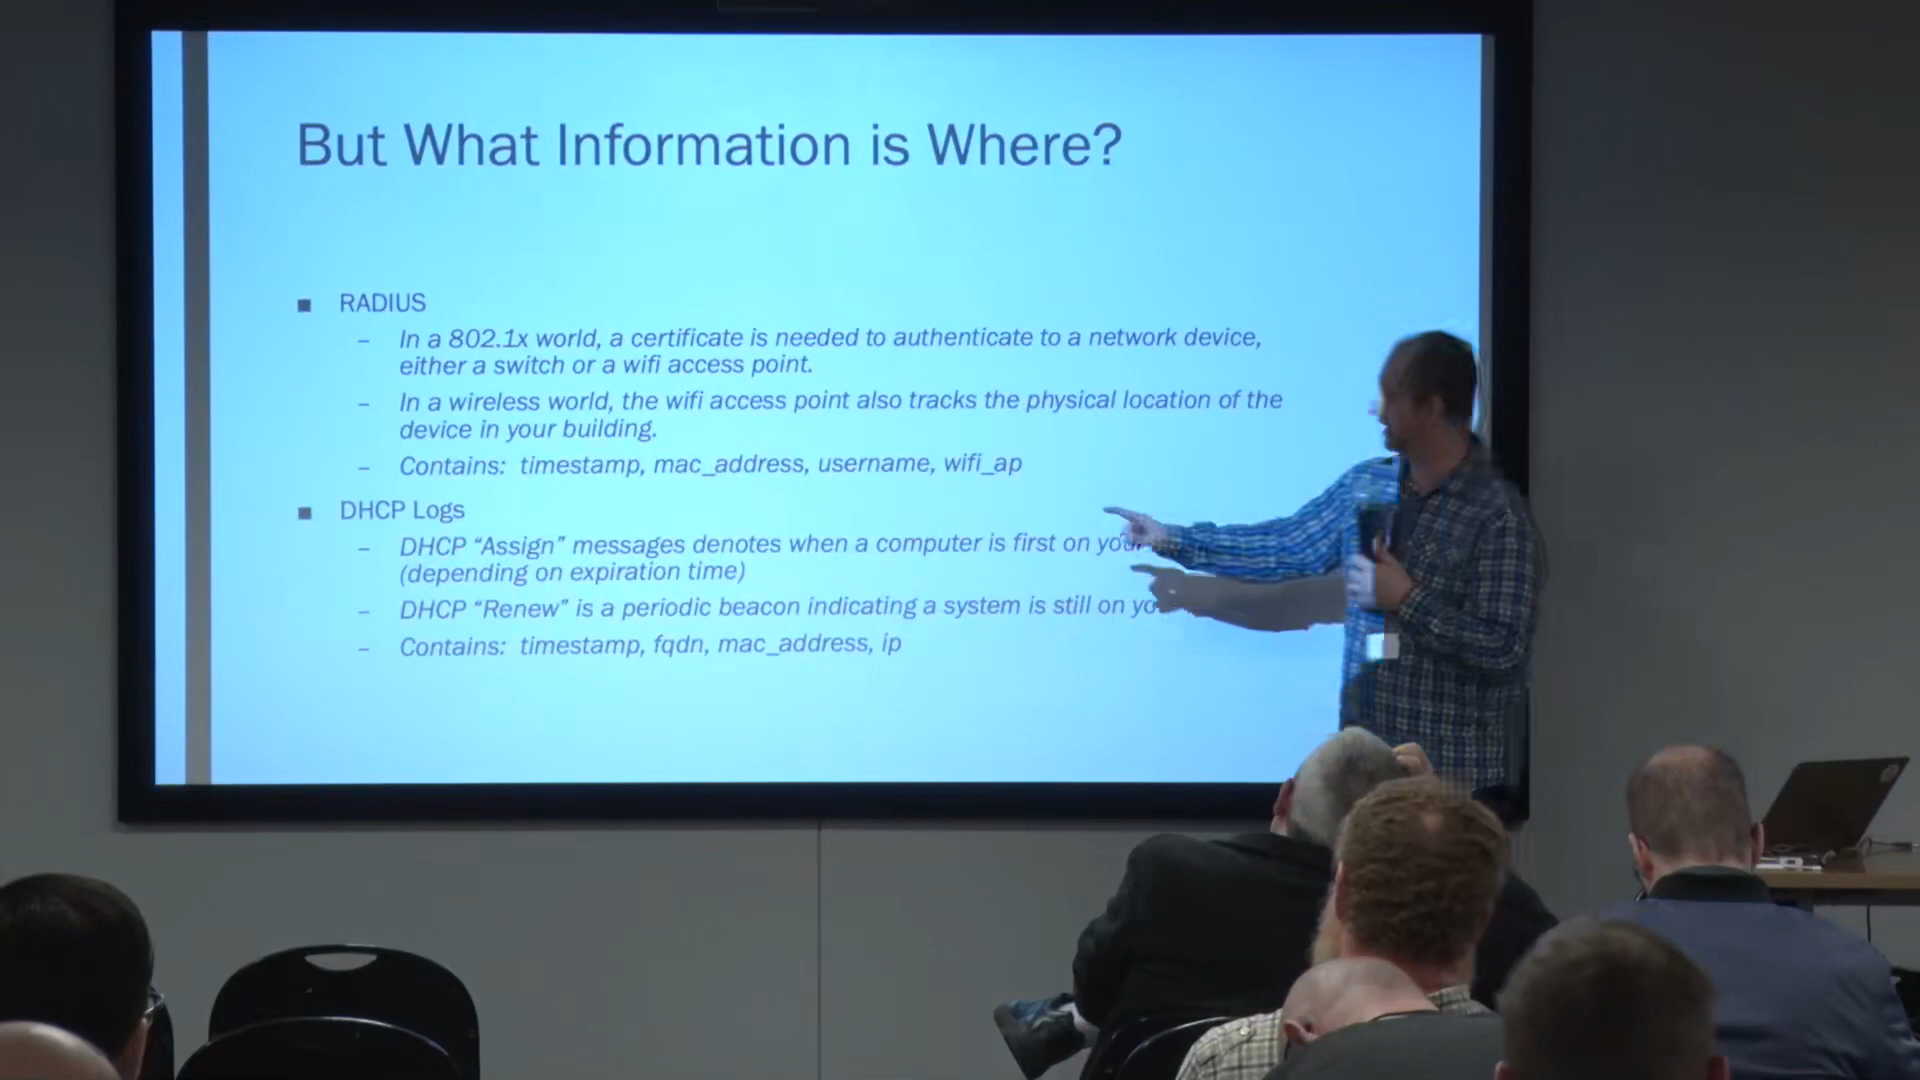 But What Information is Where?
■ RADIUS
– In a 802.1x world, a certificate is needed to authenticate to a network device,
either a switch or a wifi access point.
– In a wireless world, the wifi access point also tracks the physical location of the
device in your building.
– Contains: timestamp, mac_address, username, wifi_ap
■ DHCP Logs
– DHCP “Assign” messages denotes when a computer is first on
(depending on expiration time)
– DHCP “Renew” is a periodic beacon indicating a system is still on
– Contains: timestamp, fqdn, mac_address, ip